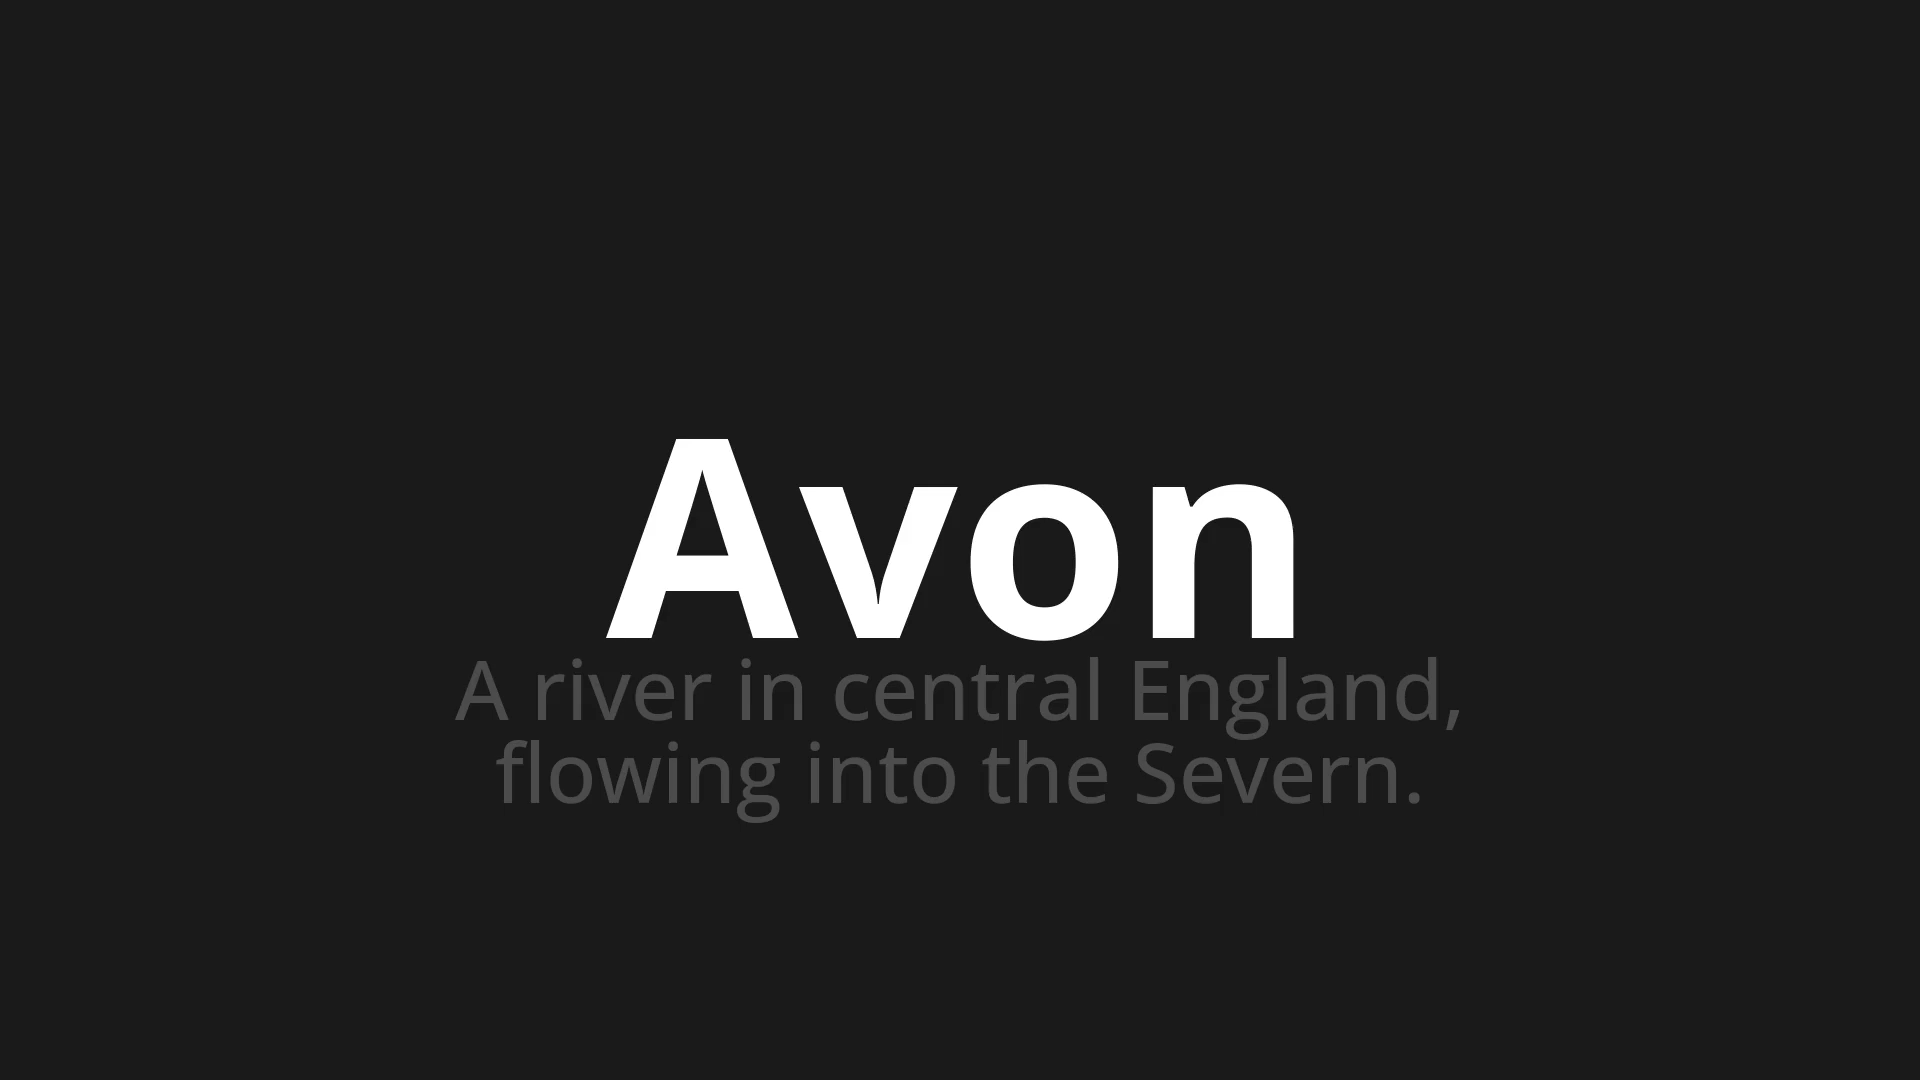 Avon
A river in central England,
flowing into the Severn.